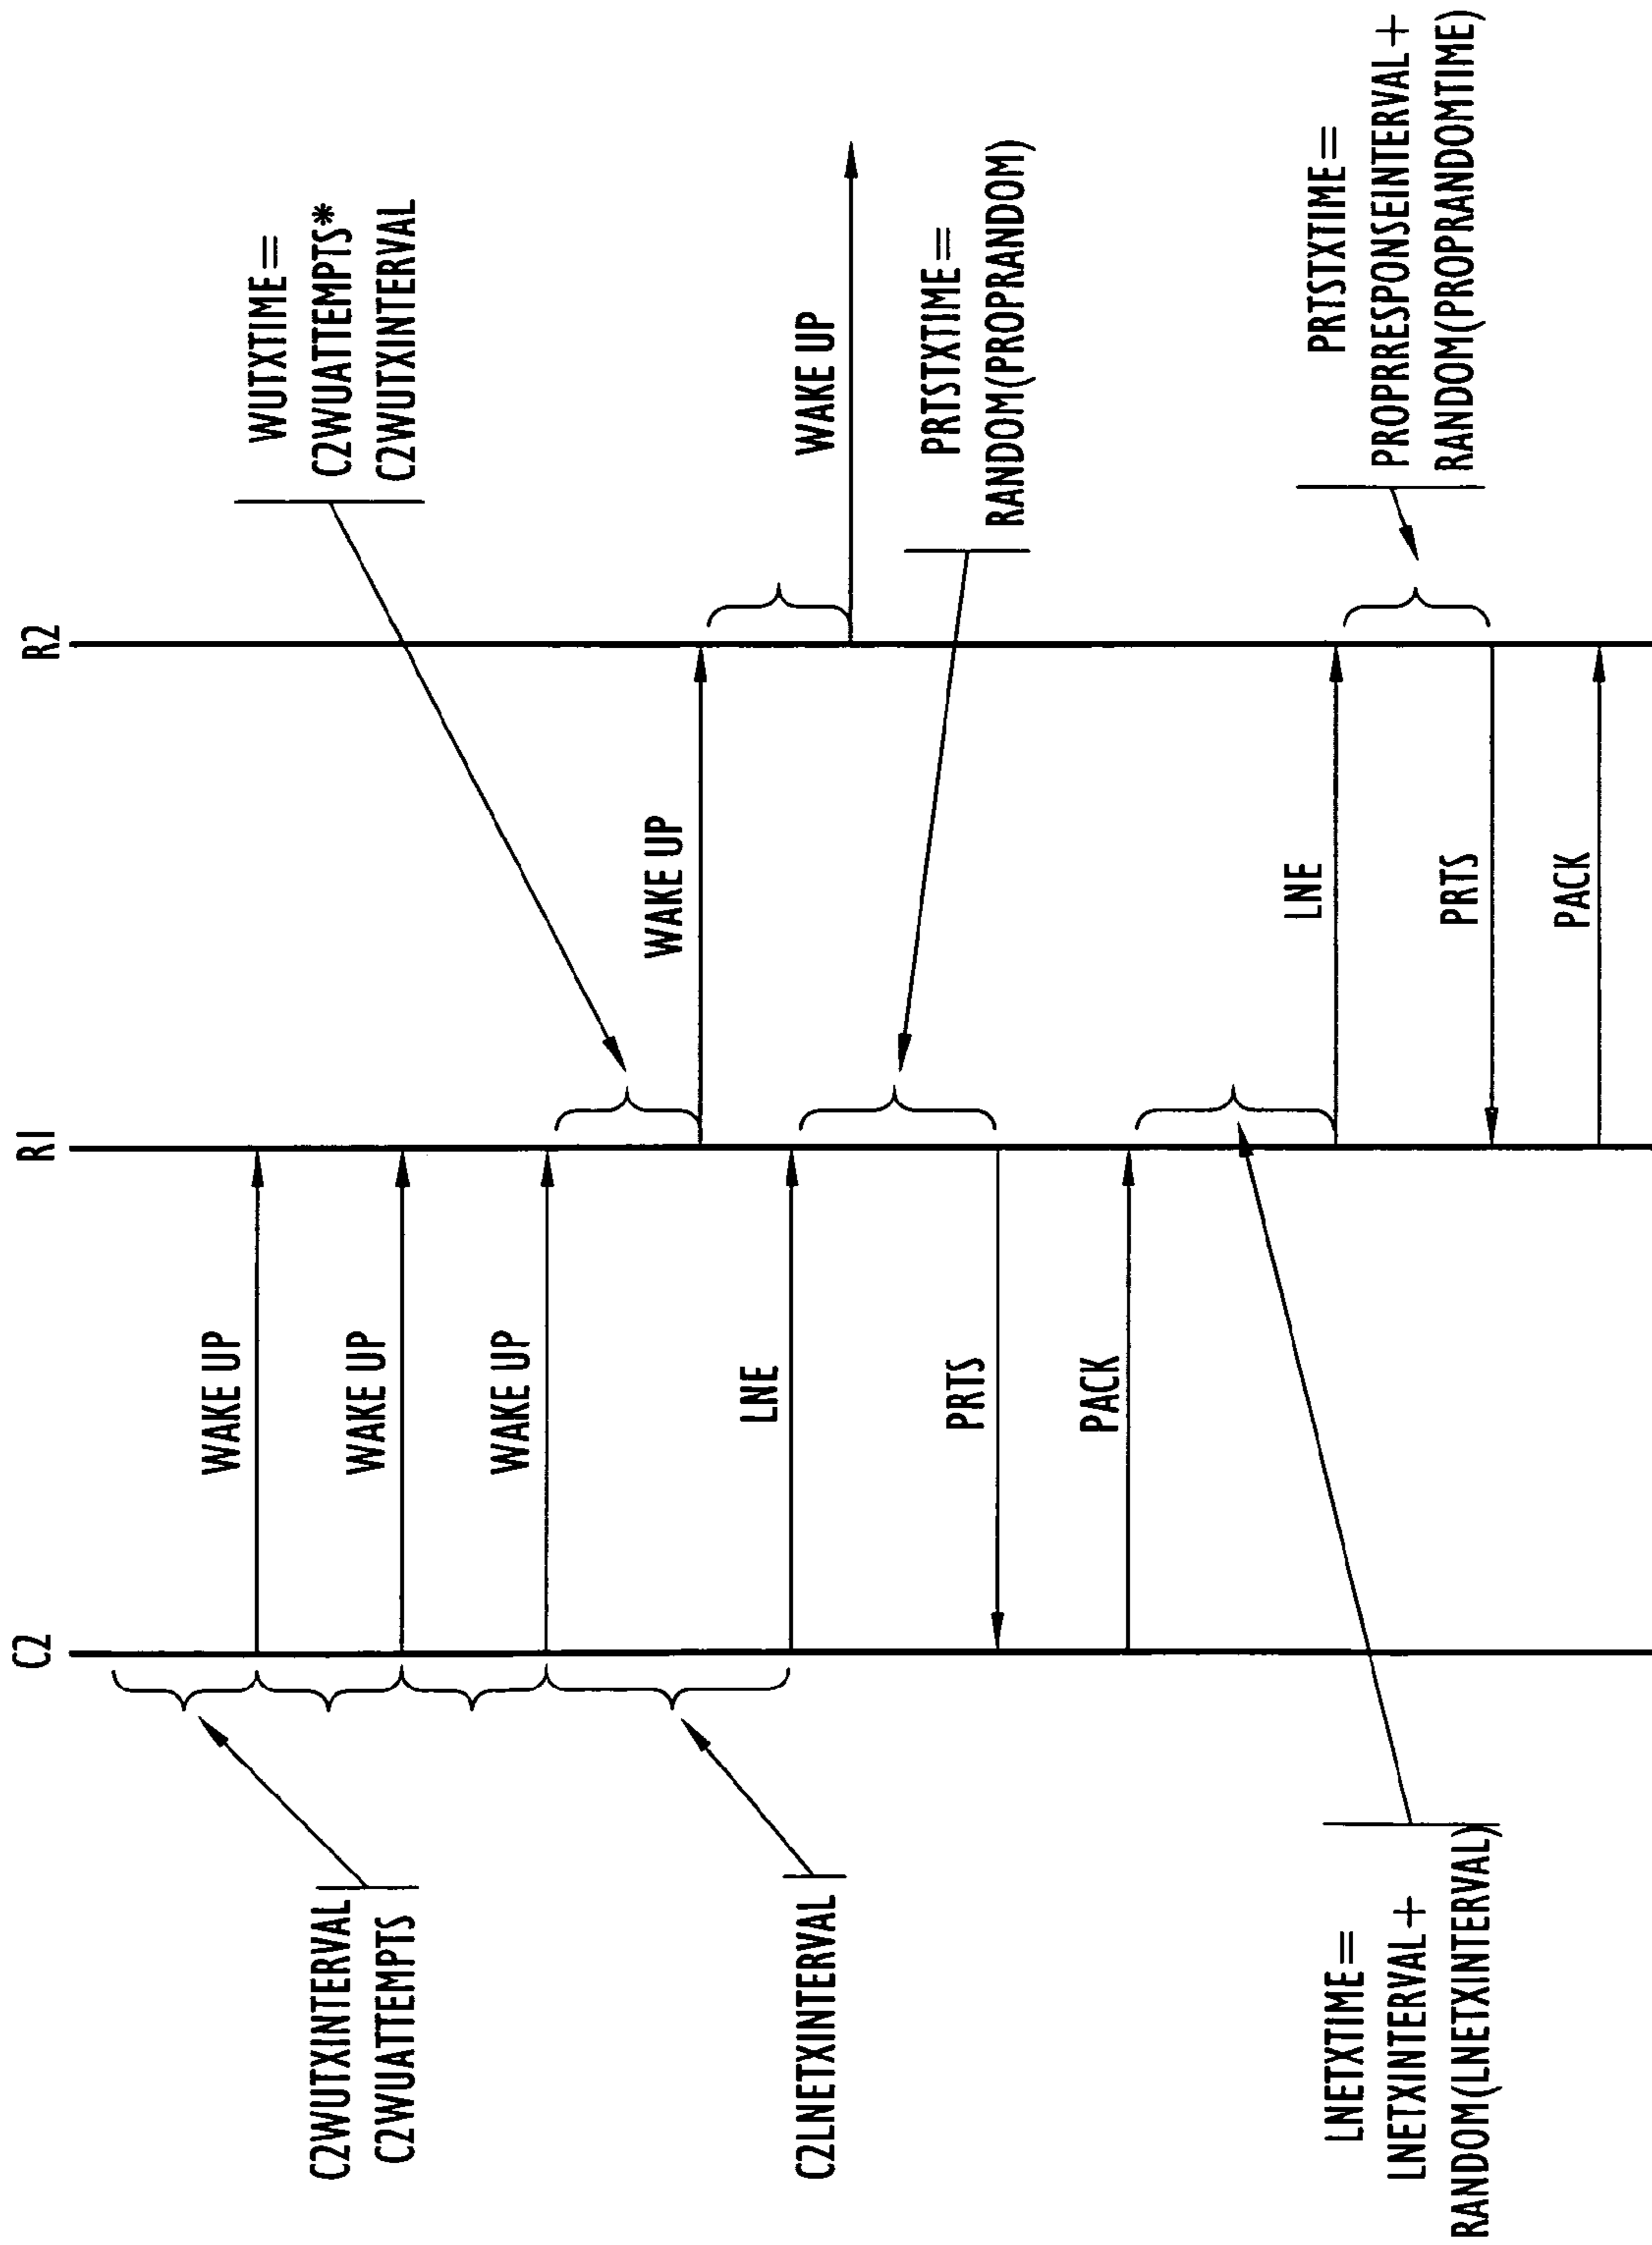 C2
R1
R2
C2WUTXINTERVAL
C2WUATTEMPTS
WAKE UP
WAKE UP
WAKE UP
WUTXTIME=
C2WUATTEMPTS*
C2WUTXINTERVAL
WAKE UP
C2LNETXINTERVAL
LNE
WAKE UP
PRTS
PRTSTXTIME=
RANDOM(PROPRANDOM)
PACK
LNETXTIME=
LNETXINTERVAL+
RANDOM(LNETXINTERVAL)
LNE
PRTSTXTIME=
PROPRRESPONSEINTERVAL+
RANDOM(PROPRANDOMTIME)
PRTS
PACK